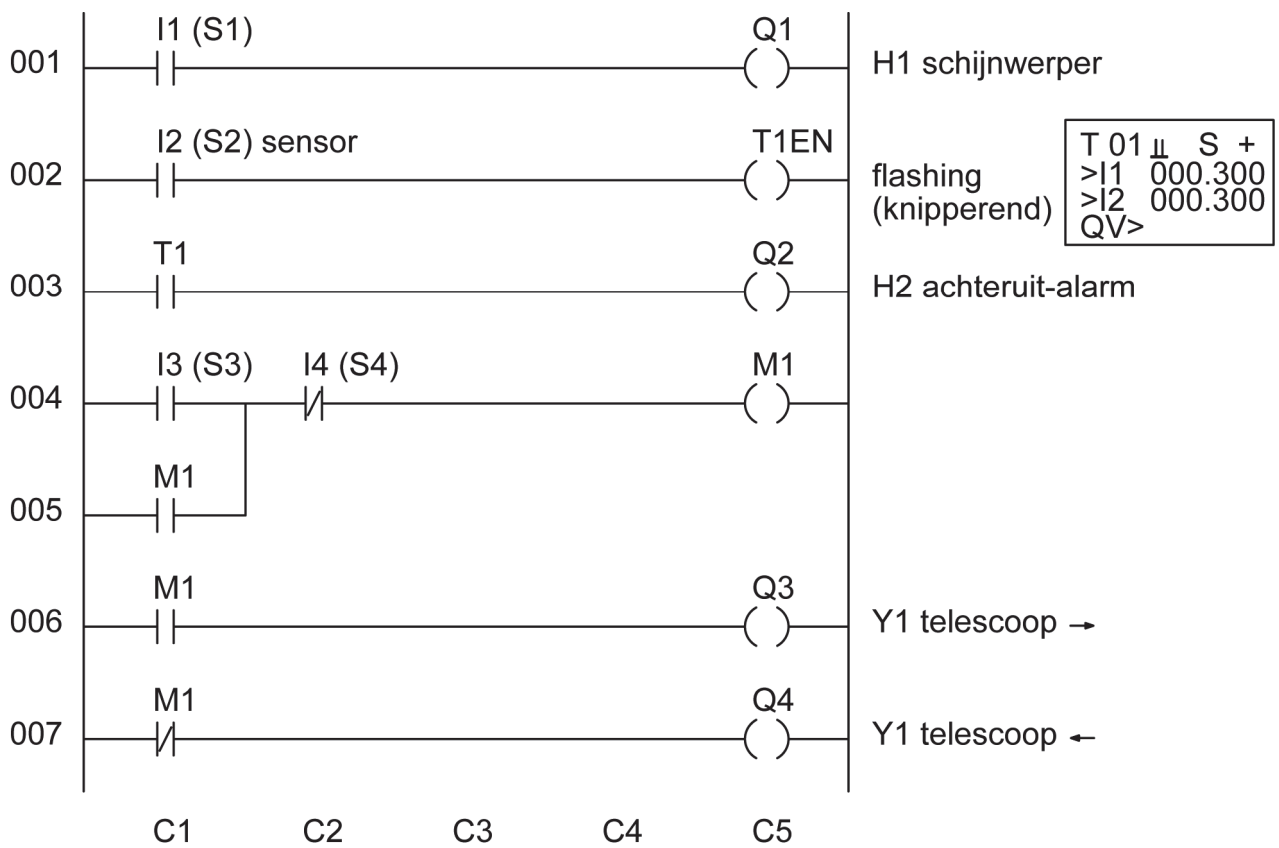 I1 (S1) Q1
001 H1 schijnwerper
I2 (S2) sensor T1EN
002 flashing
(knipperend)
T 01 ⫫ S +
>I1 000.300
>I2 000.300
QV>
T1 Q2
003 H2 achteruit-alarm
I3 (S3) I4 (S4) M1
004
M1
005
M1 Q3
006 Y1 telescoop →
M1 Q4
007 Y1 telescoop ←
C1 C2 C3 C4 C5